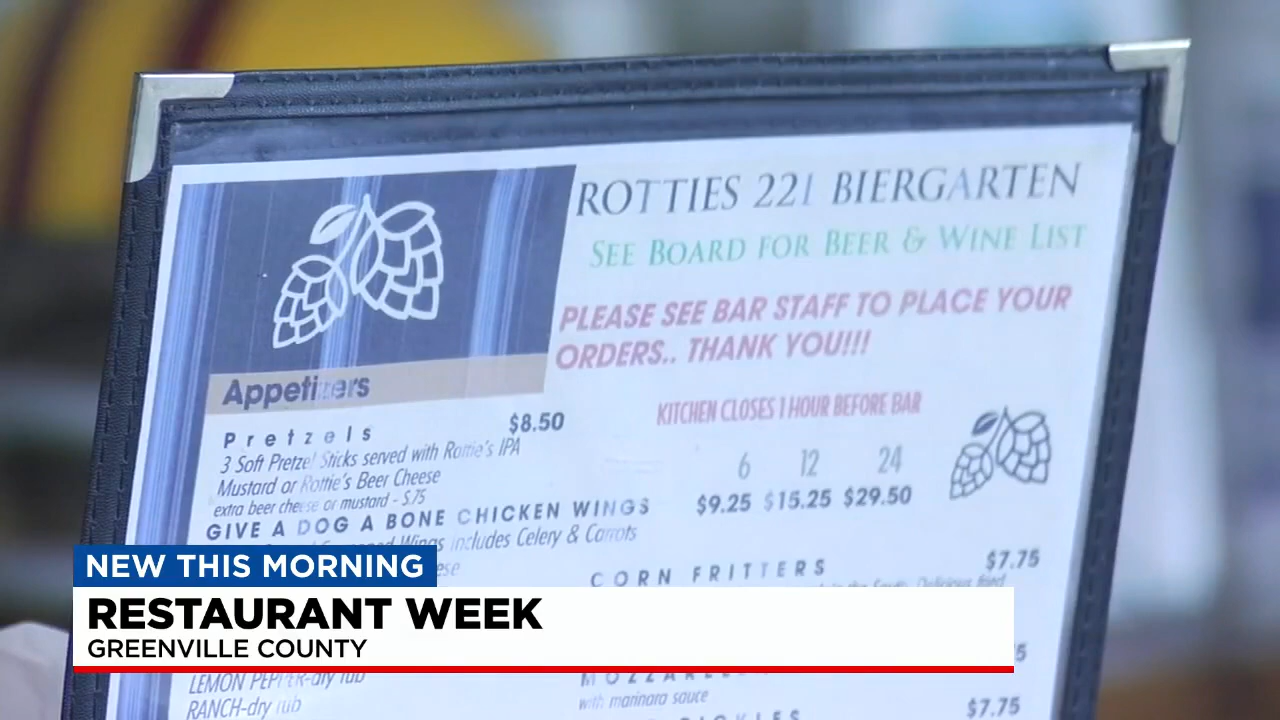 ROTTIES 221 BIERGARTEN
SEE BOARD FOR BEER & WINE LIST
PLEASE SEE BAR STAFF TO PLACE YOUR
ORDERS.. THANK YOU!!!
KITCHEN CLOSES 1 HOUR BEFORE BAR
Appetizers
Pretzels $8.50
3 Soft Pretzel Sticks served with Rottie's IPA
Mustard or Rottie's Beer Cheese
extra beer cheese or mustard - $.75
6 12 24
GIVE A DOG A BONE CHICKEN WINGS $9.25 $15.25 $29.50
Wings includes Celery & Carrots
CORN FRITTERS $7.75
Delicious fried
NEW THIS MORNING
RESTAURANT WEEK
GREENVILLE COUNTY
LEMON PEPPER-dry rub
RANCH-dry rub
with marinara sauce
$7.75